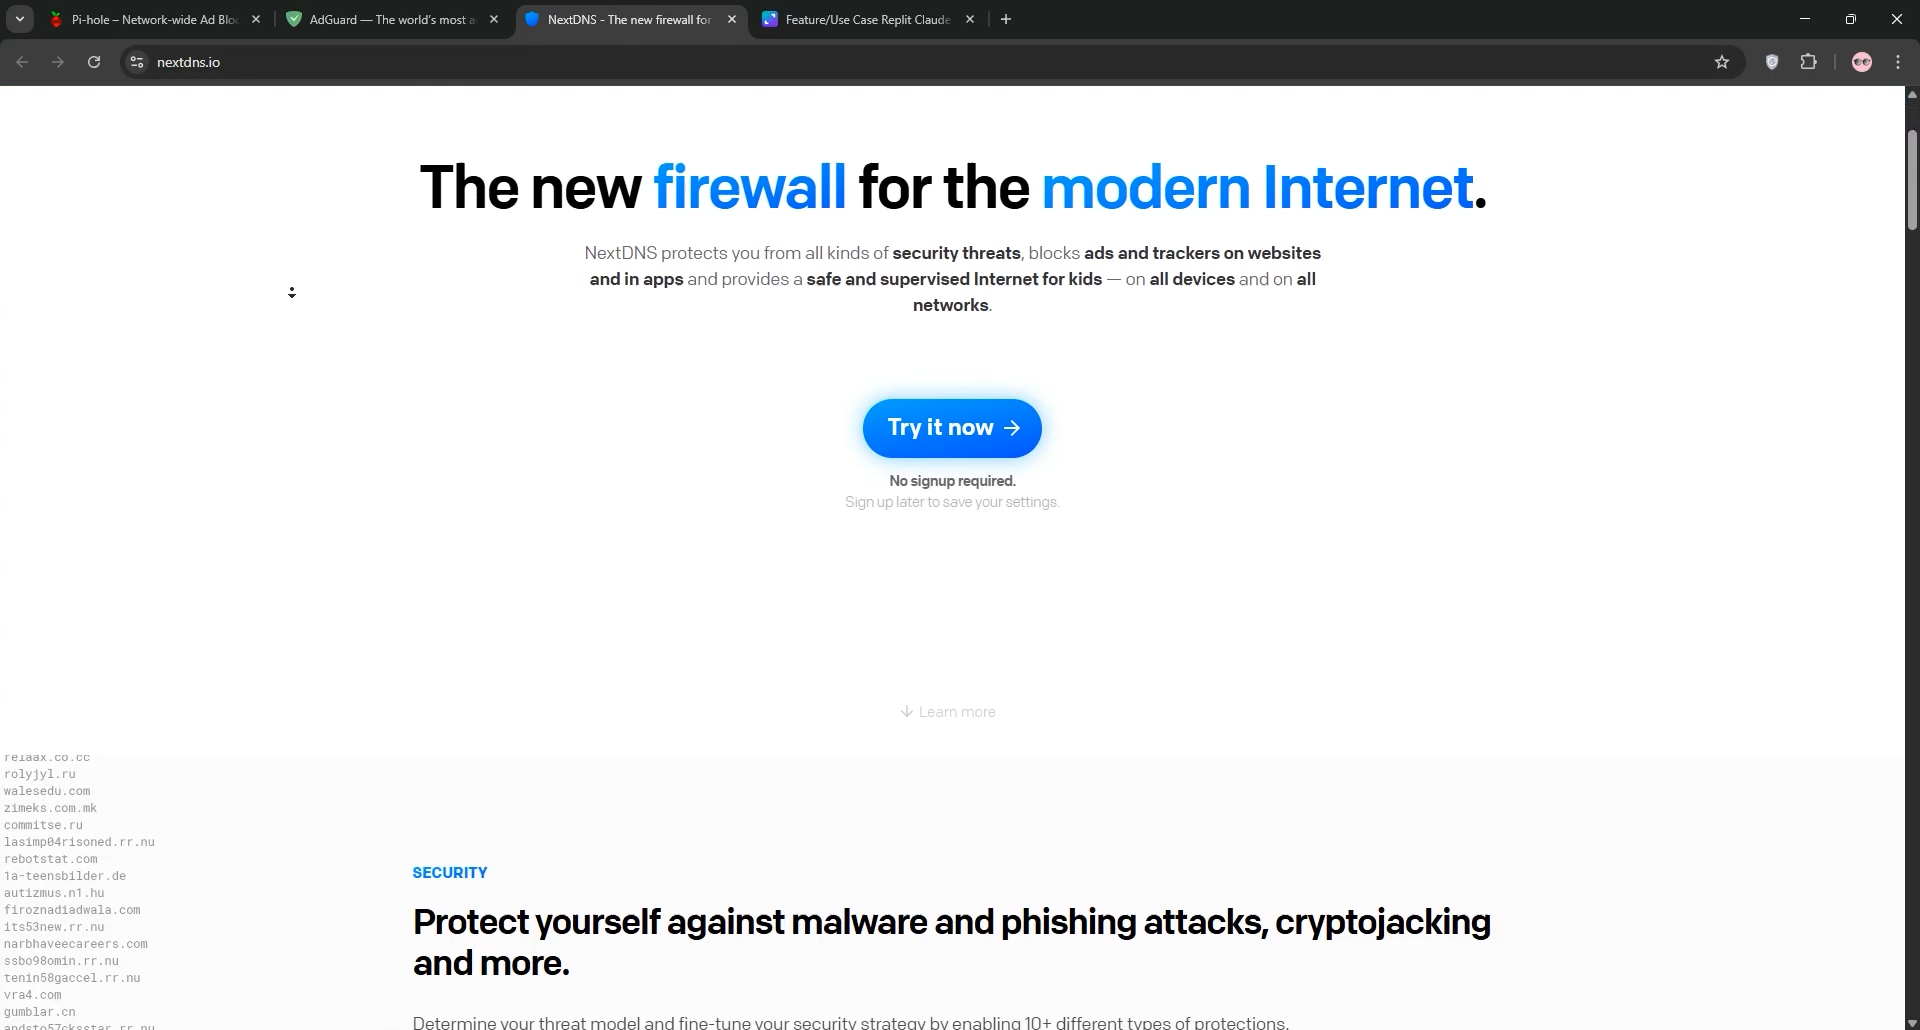 Pi-hole – Network-wide Ad Blo
AdGuard — The world's most a
NextDNS - The new firewall for
Feature/Use Case Replit Claude
nextdns.io
The new firewall for the modern Internet.
NextDNS protects you from all kinds of security threats, blocks ads and trackers on websites
and in apps and provides a safe and supervised Internet for kids — on all devices and on all
networks.
Try it now →
No signup required.
Sign up later to save your settings.
↓ Learn more
relaax.co.cc
rolyjyl.ru
walesedu.com
zimeks.com.mk
commitse.ru
lasimp04risoned.rr.nu
rebotstat.com
1a-teensbilder.de
autizmus.n1.hu
firoznadiadwala.com
its53new.rr.nu
narbhaveecareers.com
ssbo98omin.rr.nu
tenin58gaccel.rr.nu
vra4.com
gumblar.cn
andsto57cksstar.rr.nu
SECURITY
Protect yourself against malware and phishing attacks, cryptojacking
and more.
Determine your threat model and fine-tune your security strategy by enabling 10+ different types of protections.